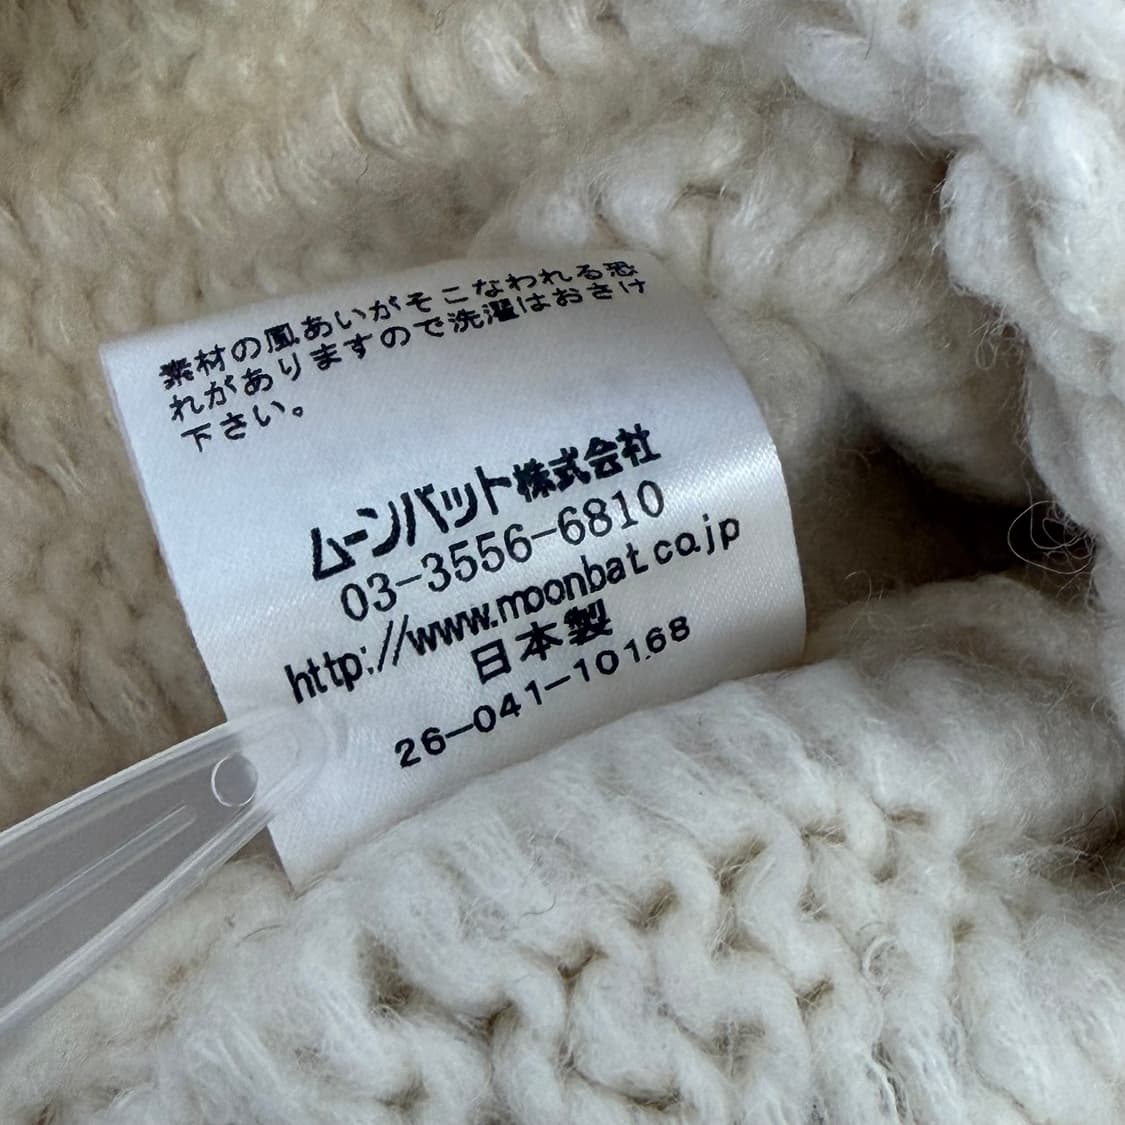 素材の風あいがそこなわれる恐
れがありますので洗濯はおさけ
下さい。
ムーンバット株式会社
03-3556-6810
http://www.moonbat.co.jp
日本製
26-041-10168